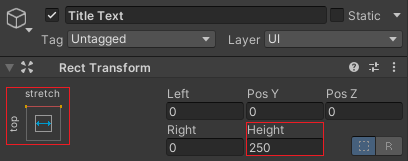 Title Text Static
Tag Untagged Layer UI
Rect Transform
stretch
top
Left Pos Y Pos Z
0 0 0
Right Height
0 250 R